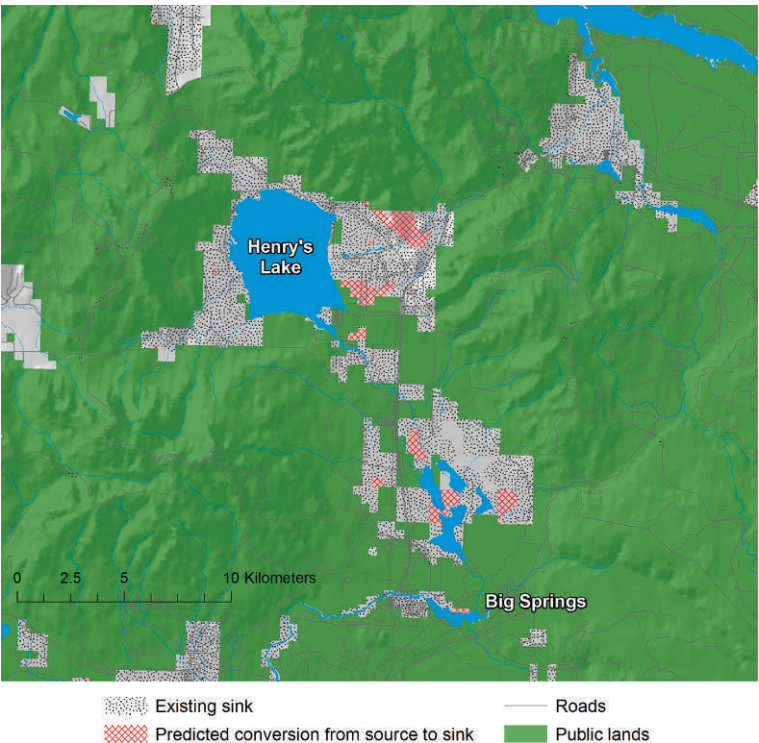 Henry's
Lake
0 2.5 5 10 Kilometers
Big Springs
Existing sink
Roads
Predicted conversion from source to sink
Public lands